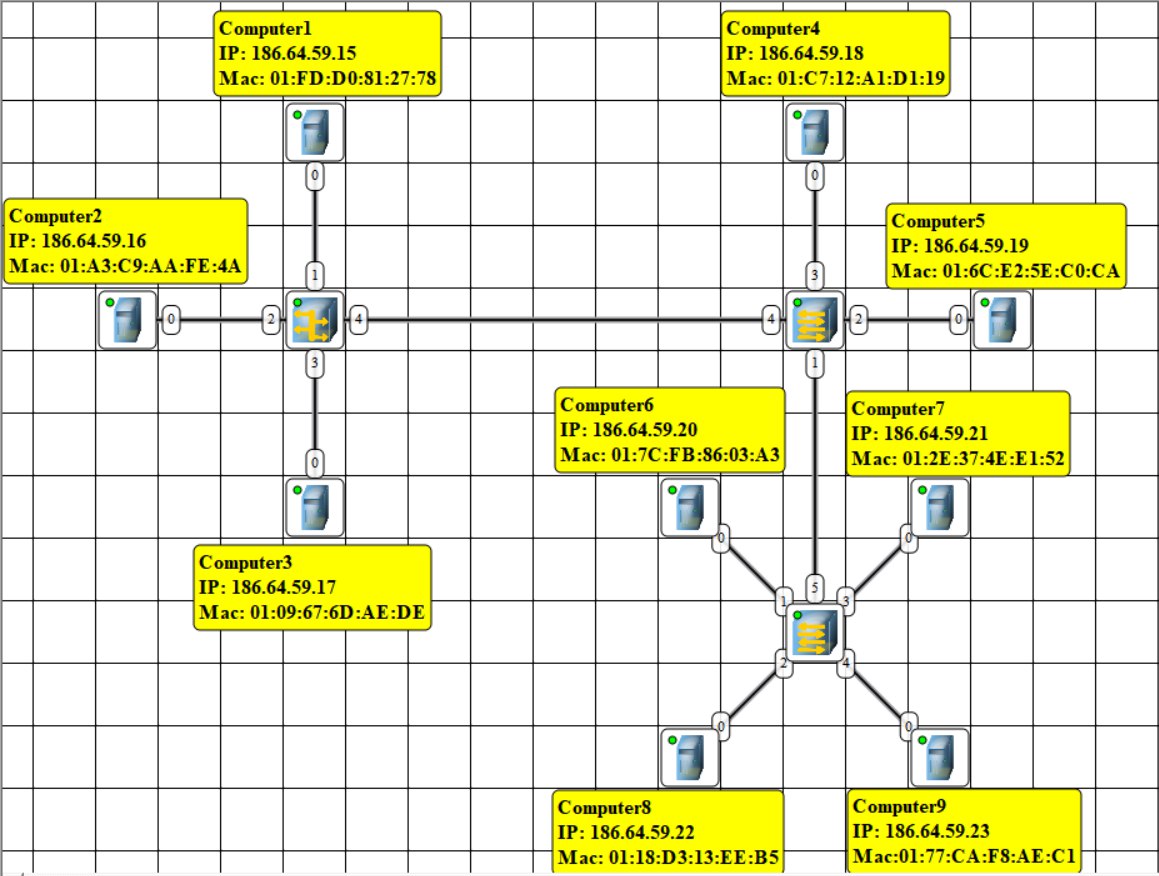 Computer1
IP: 186.64.59.15
Mac: 01:FD:D0:81:27:78
Computer4
IP: 186.64.59.18
Mac: 01:C7:12:A1:D1:19
0
0
Computer2
IP: 186.64.59.16
Mac: 01:A3:C9:AA:FE:4A
Computer5
IP: 186.64.59.19
Mac: 01:6C:E2:5E:C0:CA
1
3
0
2
4
4
2
0
3
1
Computer6
IP: 186.64.59.20
Mac: 01:7C:FB:86:03:A3
Computer7
IP: 186.64.59.21
Mac: 01:2E:37:4E:E1:52
0
0
0
Computer3
IP: 186.64.59.17
Mac: 01:09:67:6D:AE:DE
5
1
3
2
4
0
0
Computer8
IP: 186.64.59.22
Mac: 01:18:D3:13:EE:B5
Computer9
IP: 186.64.59.23
Mac:01:77:CA:F8:AE:C1